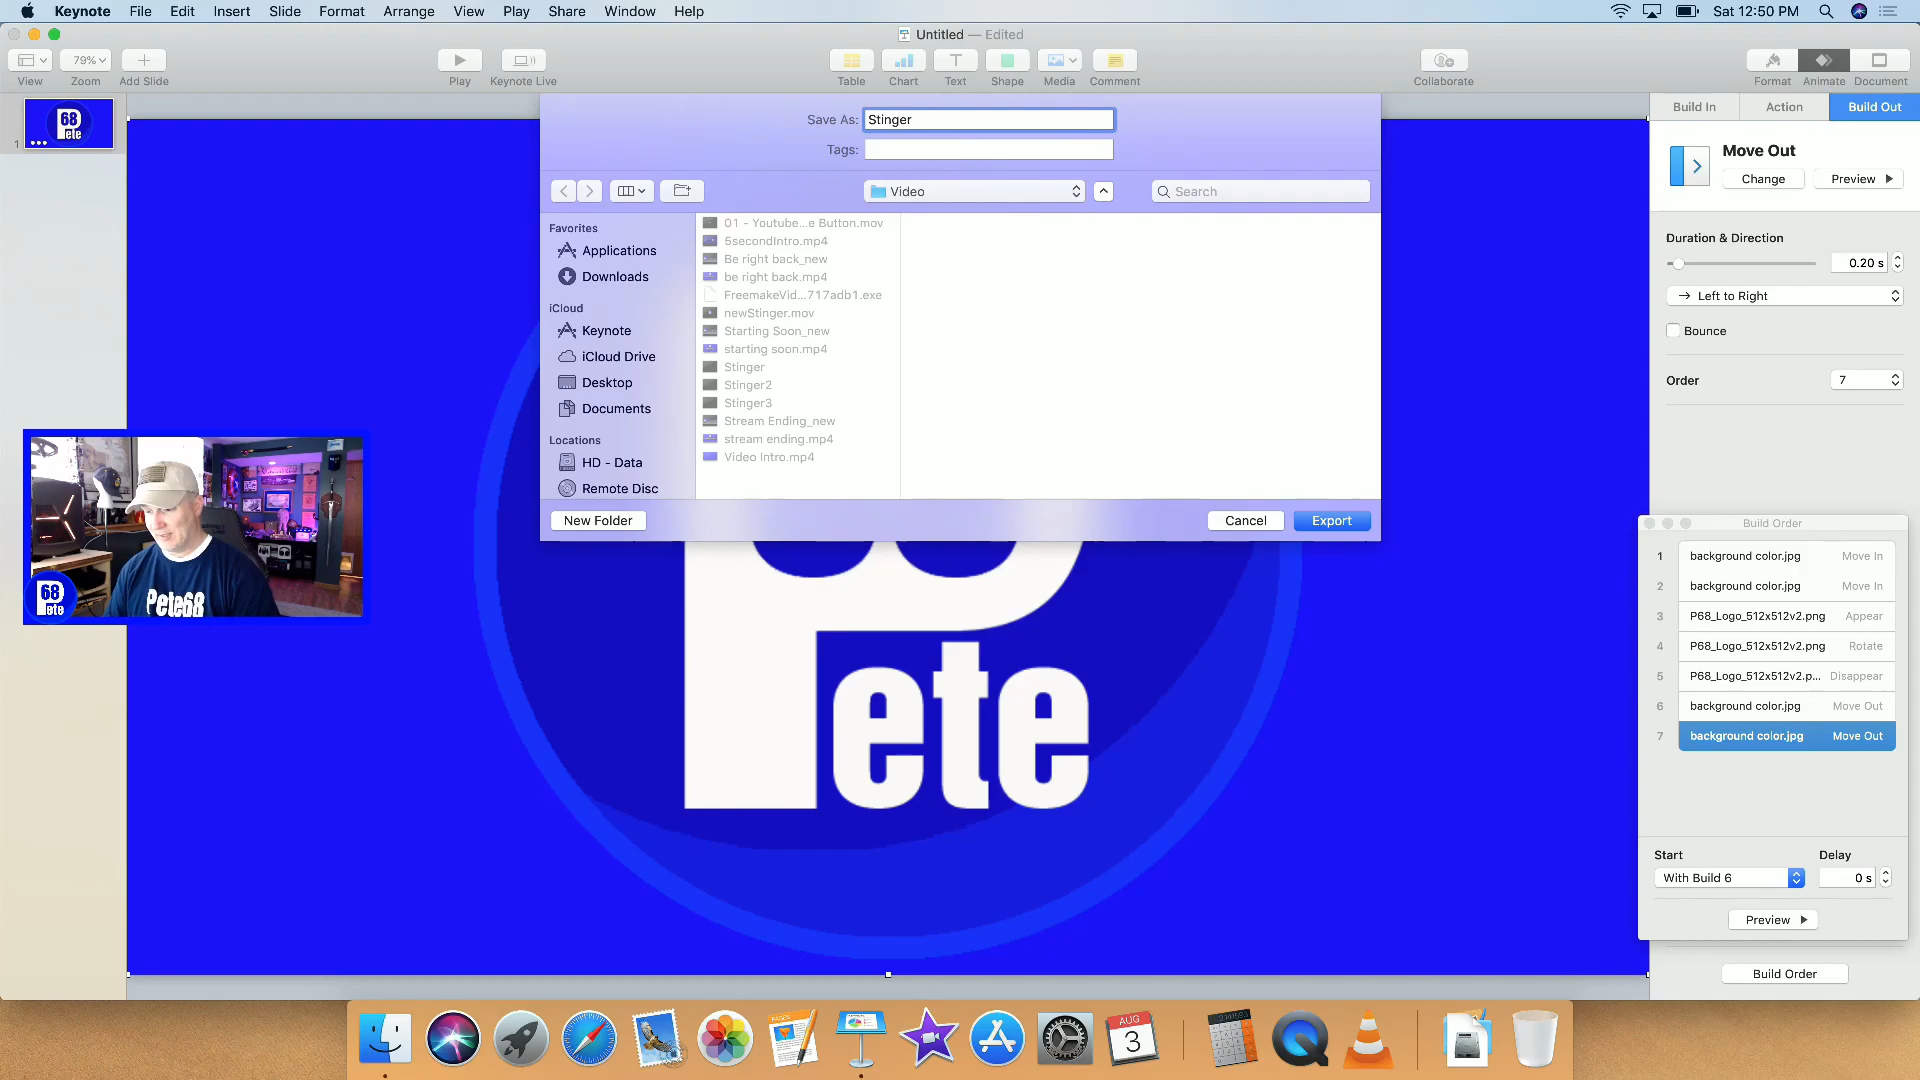 Keynote File Edit Insert Slide Format Arrange View Play Share Window Help
Sat 12:50 PM
Untitled — Edited
79%
View Zoom Add Slide Play Keynote Live Table Chart Text Shape Media Comment Collaborate Format Animate Document
1
68
Pete
Save As: Stinger
Tags:
Video
Search
Favorites
Applications
Downloads
iCloud
Keynote
iCloud Drive
Desktop
Documents
Locations
HD - Data
Remote Disc
01 - Youtube...e Button.mov
5secondIntro.mp4
Be right back_new
be right back.mp4
FreemakeVid...717adb1.exe
newStinger.mov
Starting Soon_new
starting soon.mp4
Stinger
Stinger2
Stinger3
Stream Ending_new
stream ending.mp4
Video Intro.mp4
New Folder
Cancel
Export
Pete
Pete68
68
Pete
Build In Action Build Out
Move Out
Change Preview
Duration & Direction
0.20 s
Left to Right
Bounce
Order 7
Build Order
1 background color.jpg Move In
2 background color.jpg Move In
3 P68_Logo_512x512v2.png Appear
4 P68_Logo_512x512v2.png Rotate
5 P68_Logo_512x512v2.p... Disappear
6 background color.jpg Move Out
7 background color.jpg Move Out
Start Delay
With Build 6 0 s
Preview
Build Order
PAGES
AUG
3